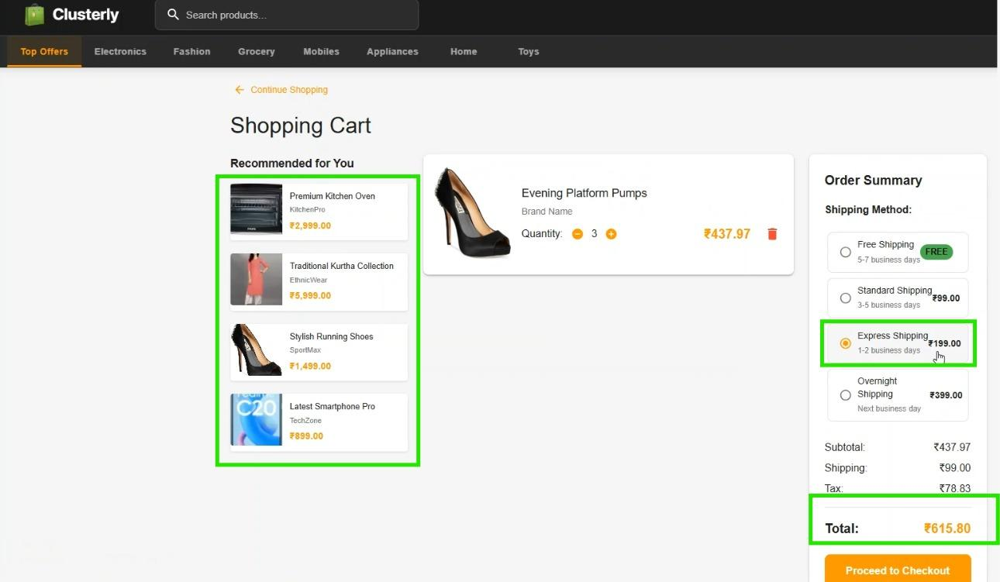 Clusterly
Search products...
Top Offers Electronics Fashion Grocery Mobiles Appliances Home Toys
Continue Shopping
Shopping Cart
Recommended for You
Premium Kitchen Oven
KitchenPro
₹2,999.00
Traditional Kurtha Collection
EthnicWear
₹5,999.00
Stylish Running Shoes
SportMax
₹1,499.00
C20
Latest Smartphone Pro
TechZone
₹899.00
Evening Platform Pumps
Brand Name
Quantity: 3 ₹437.97
Order Summary
Shipping Method:
Free Shipping
5-7 business days
FREE
Standard Shipping
3-5 business days
₹99.00
Express Shipping
1-2 business days
₹199.00
Overnight
Shipping
Next business day
₹399.00
Subtotal: ₹437.97
Shipping: ₹99.00
Tax: ₹78.83
Total: ₹615.80
Proceed to Checkout